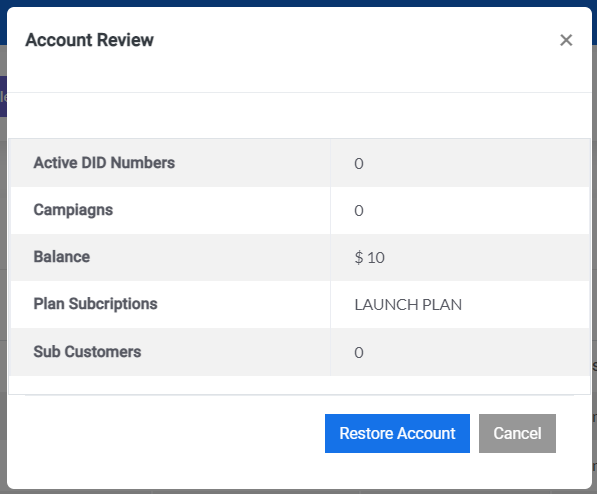 Account Review
×
Active DID Numbers 0
Campiagns 0
Balance $ 10
Plan Subcriptions LAUNCH PLAN
Sub Customers 0
Restore Account Cancel